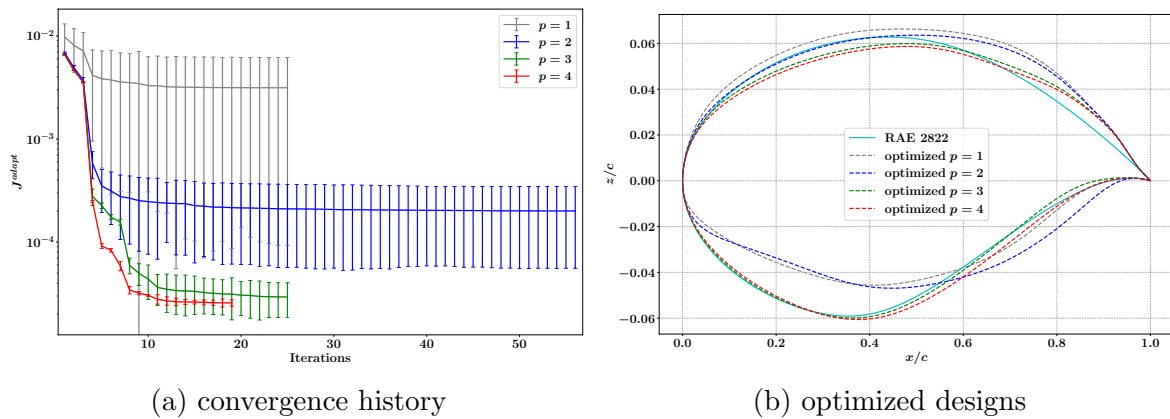 10⁻²
10⁻³
10⁻⁴
J^{adapt}
10
20
30
40
50
Iterations
p = 1
p = 2
p = 3
p = 4
(a) convergence history
0.06
0.04
0.02
0.00
−0.02
−0.04
−0.06
z/c
0.0
0.2
0.4
0.6
0.8
1.0
x/c
RAE 2822
optimized p = 1
optimized p = 2
optimized p = 3
optimized p = 4
(b) optimized designs